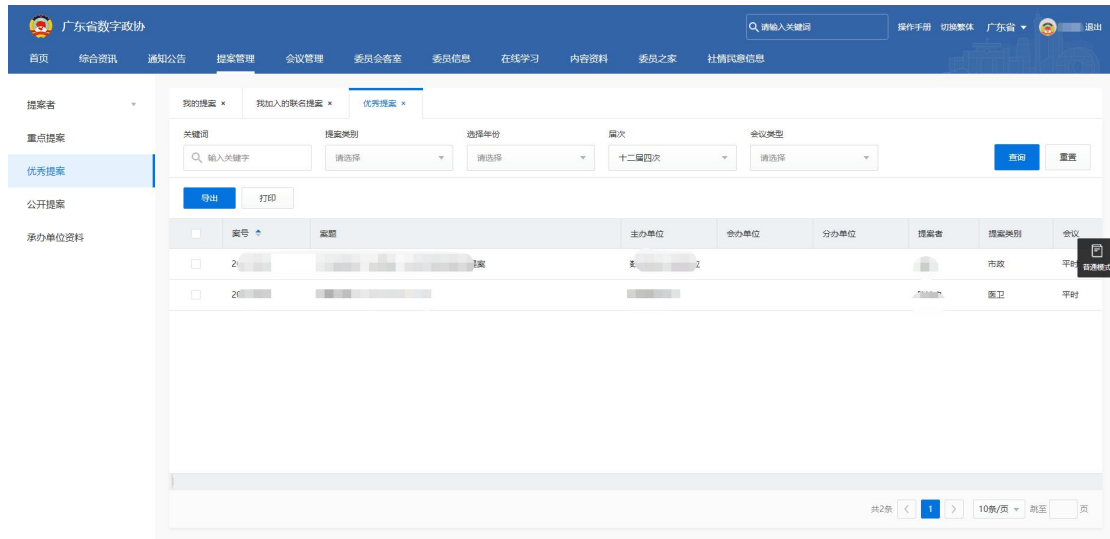 广东省数字政协
请输入关键词
操作手册 切换繁体 广东省 退出
首页 综合资讯 通知公告 提案管理 会议管理 委员会客室 委员信息 在线学习 内容资料 委员之家 社情民意信息
提案者
重点提案
优秀提案
公开提案
承办单位资料
我的提案 × 我加入的联名提案 × 优秀提案 ×
关键词 提案类别 选择年份 届次 会议类型
输入关键字 请选择 请选择 十二届四次 请选择 查询 重置
导出 打印
案号 案题 主办单位 会办单位 分办单位 提案者 提案类别 会议
2 提案 市政 平时
20 医卫 平时
普通模式
共2条 1 10条/页 跳至 页